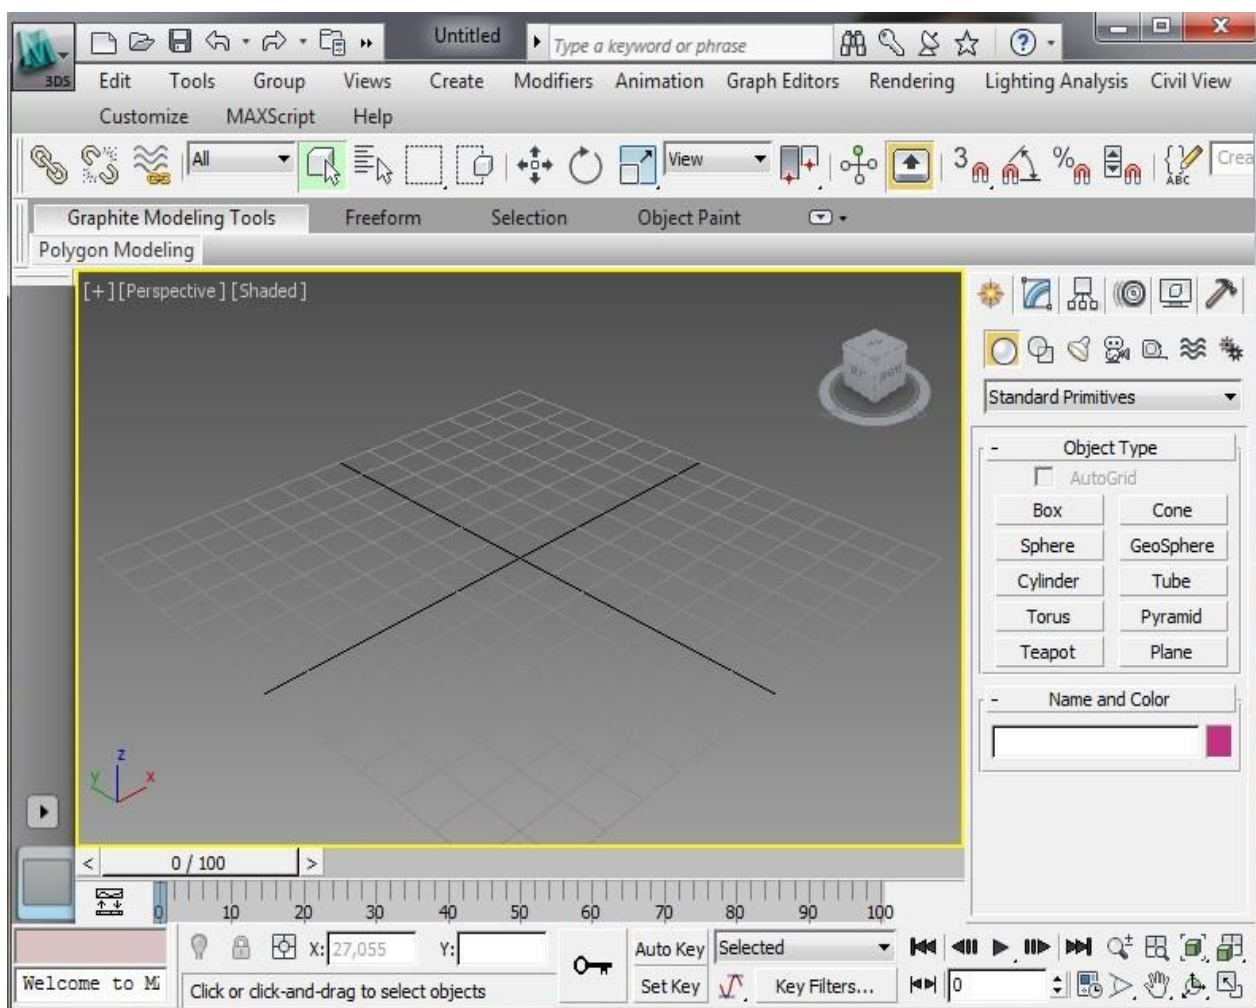 Untitled
Type a keyword or phrase
3DS
Edit Tools Group Views Create Modifiers Animation Graph Editors Rendering Lighting Analysis Civil View
Customize MAXScript Help
All
View
3
%
ABC
Crea
Graphite Modeling Tools Freeform Selection Object Paint
Polygon Modeling
[+][Perspective][Shaded]
Standard Primitives
- Object Type
AutoGrid
Box Cone
Sphere GeoSphere
Cylinder Tube
Torus Pyramid
Teapot Plane
- Name and Color
z
y x
< 0 / 100 >
0 10 20 30 40 50 60 70 80 90 100
X: 27,055 Y: Auto Key Selected
Welcome to M
Click or click-and-drag to select objects Set Key Key Filters... 0